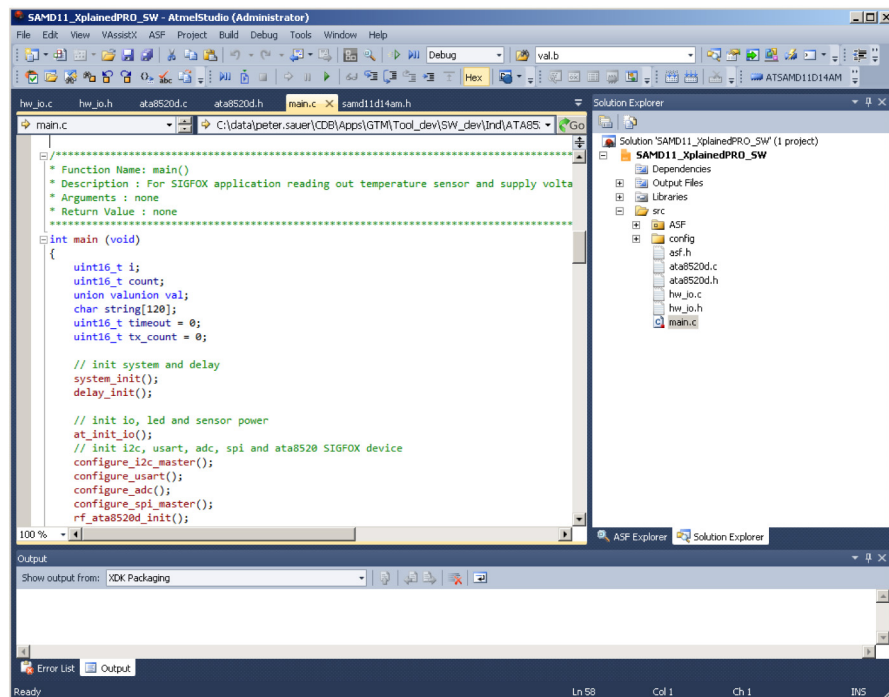 SAMD11_XplainedPRO_SW - AtmelStudio (Administrator)
File Edit View VAssistX ASF Project Build Debug Tools Window Help
Debug val.b
Hex ATSAMD11D14AM
hw_io.c hw_io.h ata8520d.c ata8520d.h main.c samd11d14am.h
main.c C:\data\peter.sauer\CDB\Apps\GTM\Tool_dev\SW_dev\Ind\ATA85 Go
/******************************************************************************
* Function Name: main()
* Description : For SIGFOX application reading out temperature sensor and supply volta
* Arguments : none
* Return Value : none
*******************************************************************************
int main (void)
{
uint16_t i;
uint16_t count;
union valunion val;
char string[120];
uint16_t timeout = 0;
uint16_t tx_count = 0;
// init system and delay
system_init();
delay_init();
// init io, led and sensor power
at_init_io();
// init i2c, usart, adc, spi and ata8520 SIGFOX device
configure_i2c_master();
configure_usart();
configure_adc();
configure_spi_master();
rf_ata8520d_init();
100 %
Solution Explorer
Solution 'SAMD11_XplainedPRO_SW' (1 project)
SAMD11_XplainedPRO_SW
Dependencies
Output Files
Libraries
src
ASF
config
asf.h
ata8520d.c
ata8520d.h
hw_io.c
hw_io.h
main.c
ASF Explorer Solution Explorer
Output
Show output from: XDK Packaging
Error List Output
Ready Ln 58 Col 1 Ch 1 INS